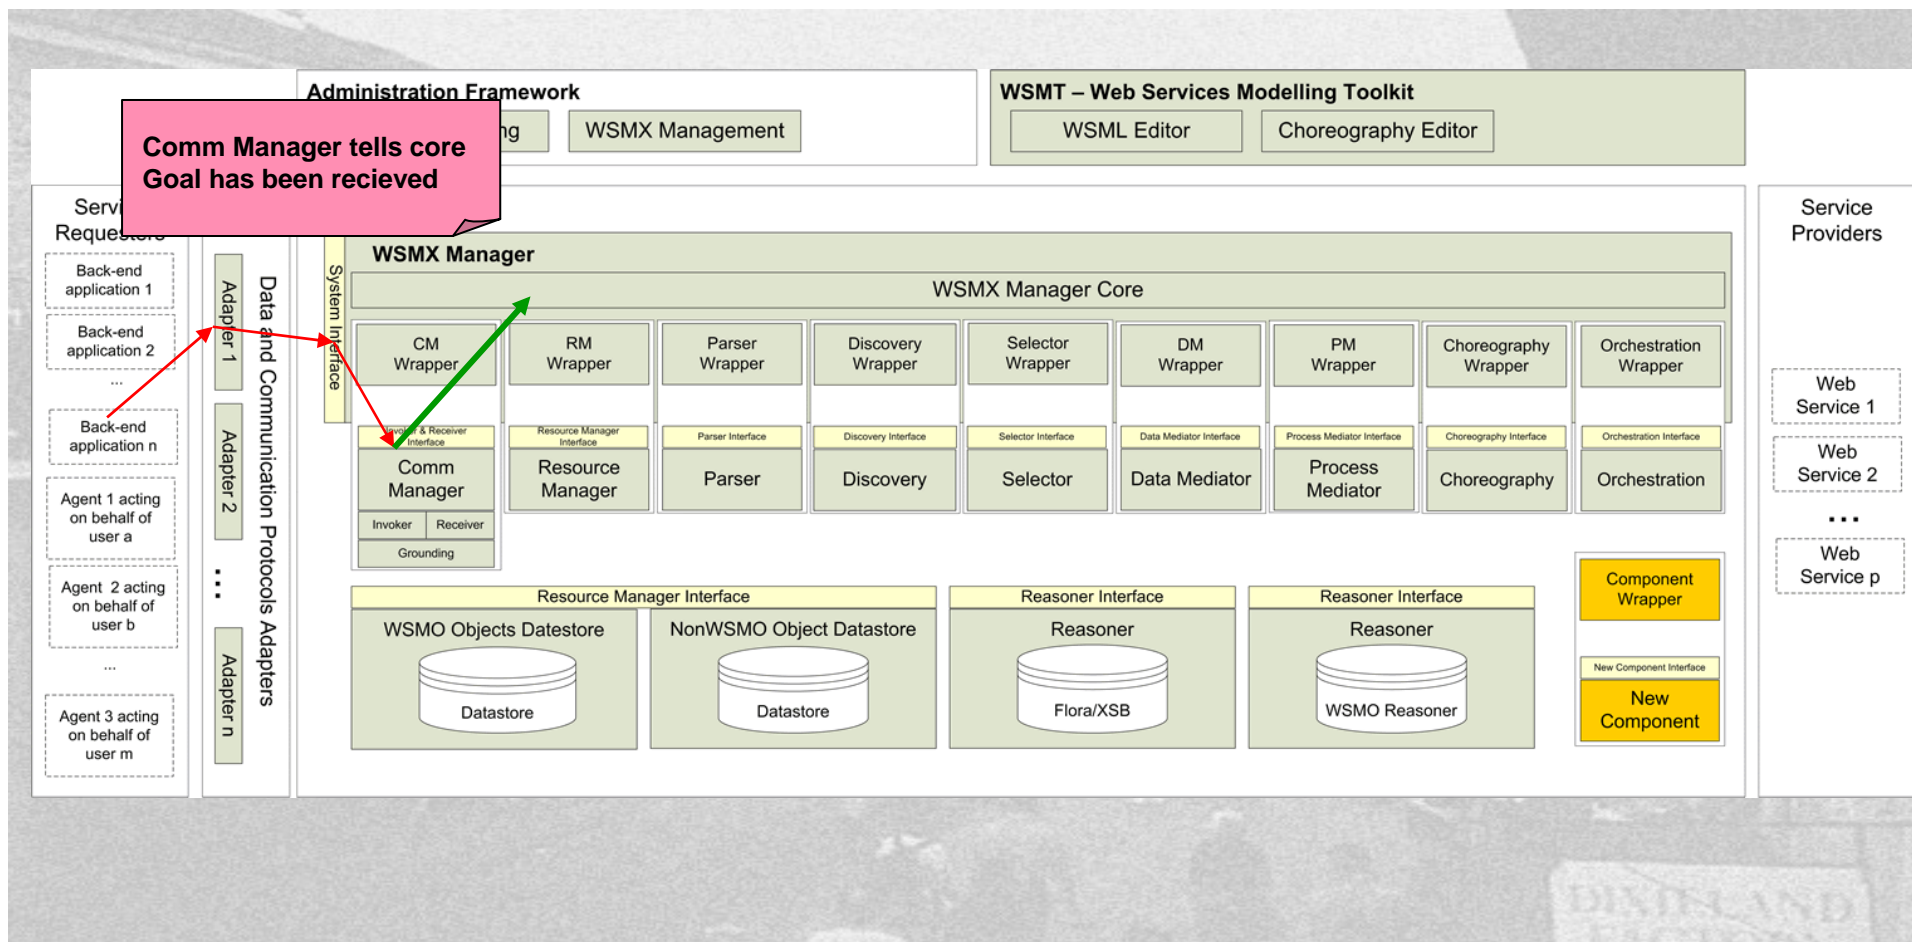 Administration Framework
ng
WSMX Management
WSMT – Web Services Modelling Toolkit
WSML Editor
Choreography Editor
Comm Manager tells core
Goal has been recieved
Requestors
Back-end
application 1
Back-end
application 2
...
Back-end
application n
Agent 1 acting
on behalf of
user a
Agent 2 acting
on behalf of
user b
...
Agent 3 acting
on behalf of
user m
Adapter 1
Adapter 2
...
Adapter n
Data and Communication Protocols Adapters
System Interface
WSMX Manager
WSMX Manager Core
CM
Wrapper
RM
Wrapper
Parser
Wrapper
Discovery
Wrapper
Selector
Wrapper
DM
Wrapper
PM
Wrapper
Choreography
Wrapper
Orchestration
Wrapper
Invoker & Receiver
Interface
Resource Manager
Interface
Parser Interface
Discovery Interface
Selector Interface
Data Mediator Interface
Process Mediator Interface
Choreography Interface
Orchestration Interface
Comm
Manager
Resource
Manager
Parser
Discovery
Selector
Data Mediator
Process
Mediator
Choreography
Orchestration
Invoker
Receiver
Grounding
Resource Manager Interface
WSMO Objects Datestore
Datastore
NonWSMO Object Datastore
Datastore
Reasoner Interface
Reasoner
Flora/XSB
Reasoner Interface
Reasoner
WSMO Reasoner
Component
Wrapper
New Component Interface
New
Component
Service
Providers
Web
Service 1
Web
Service 2
...
Web
Service p
DIXIELAND